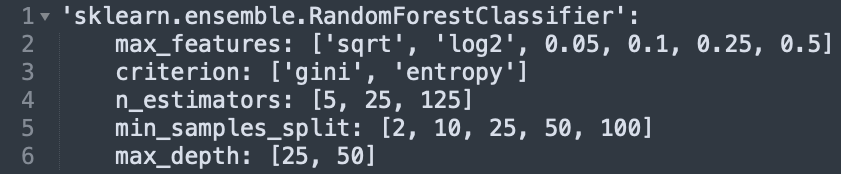 1 'sklearn.ensemble.RandomForestClassifier':
2 max_features: ['sqrt', 'log2', 0.05, 0.1, 0.25, 0.5]
3 criterion: ['gini', 'entropy']
4 n_estimators: [5, 25, 125]
5 min_samples_split: [2, 10, 25, 50, 100]
6 max_depth: [25, 50]